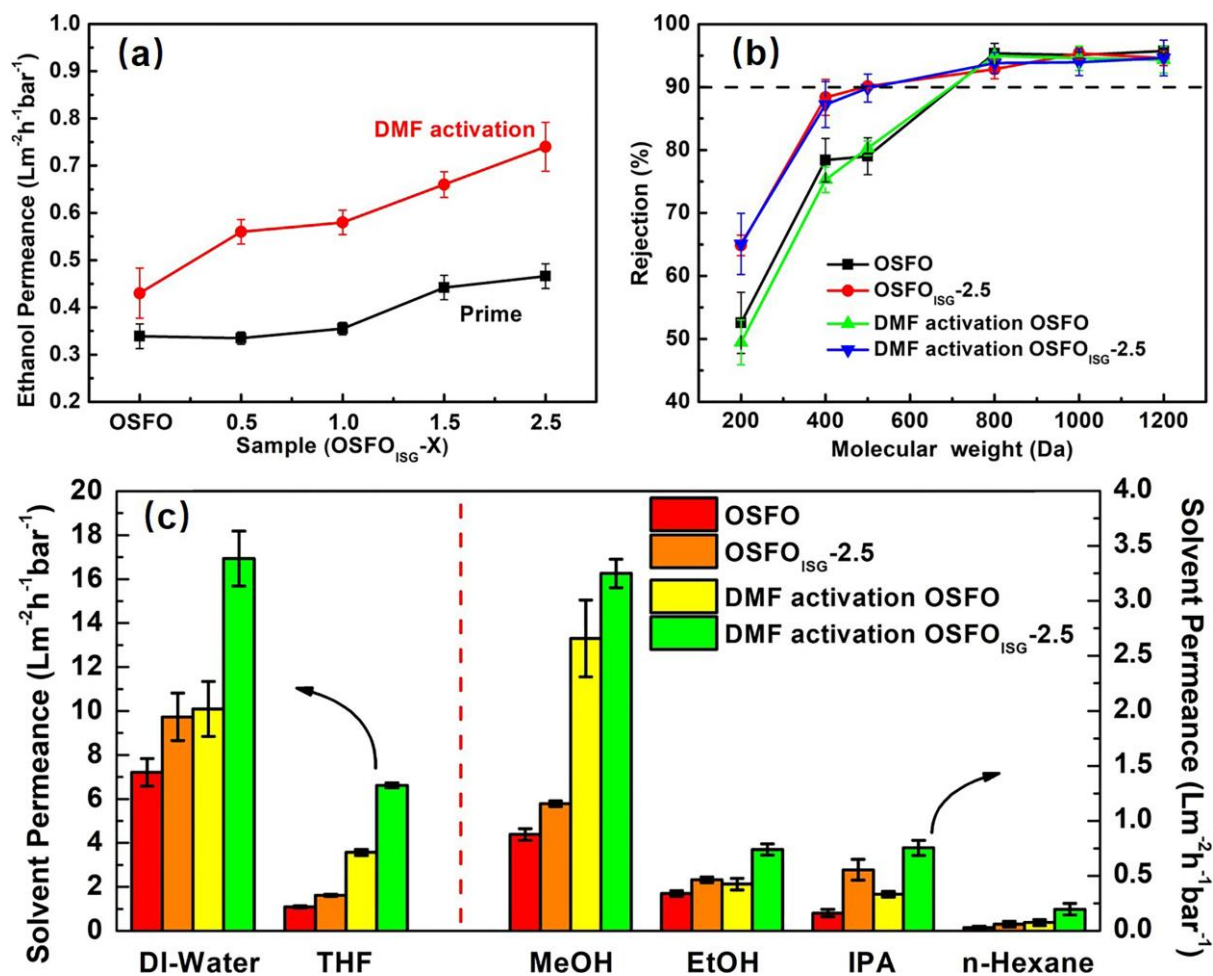 (a)
Ethanol Permeance (Lm⁻²h⁻¹bar⁻¹)
1.0
0.9
0.8
0.7
0.6
0.5
0.4
0.3
0.2
DMF activation
Prime
OSFO 0.5 1.0 1.5 2.5
Sample (OSFO_ISG-X)
(b)
Rejection (%)
100
90
80
70
60
50
40
OSFO
OSFO_ISG-2.5
DMF activation OSFO
DMF activation OSFO_ISG-2.5
200 400 600 800 1000 1200
Molecular weight (Da)
(c)
Solvent Permeance (Lm⁻²h⁻¹bar⁻¹)
20
18
16
14
12
10
8
6
4
2
0
OSFO
OSFO_ISG-2.5
DMF activation OSFO
DMF activation OSFO_ISG-2.5
4.0
3.5
3.0
2.5
2.0
1.5
1.0
0.5
0.0
Solvent Permeance (Lm⁻²h⁻¹bar⁻¹)
DI-Water THF MeOH EtOH IPA n-Hexane